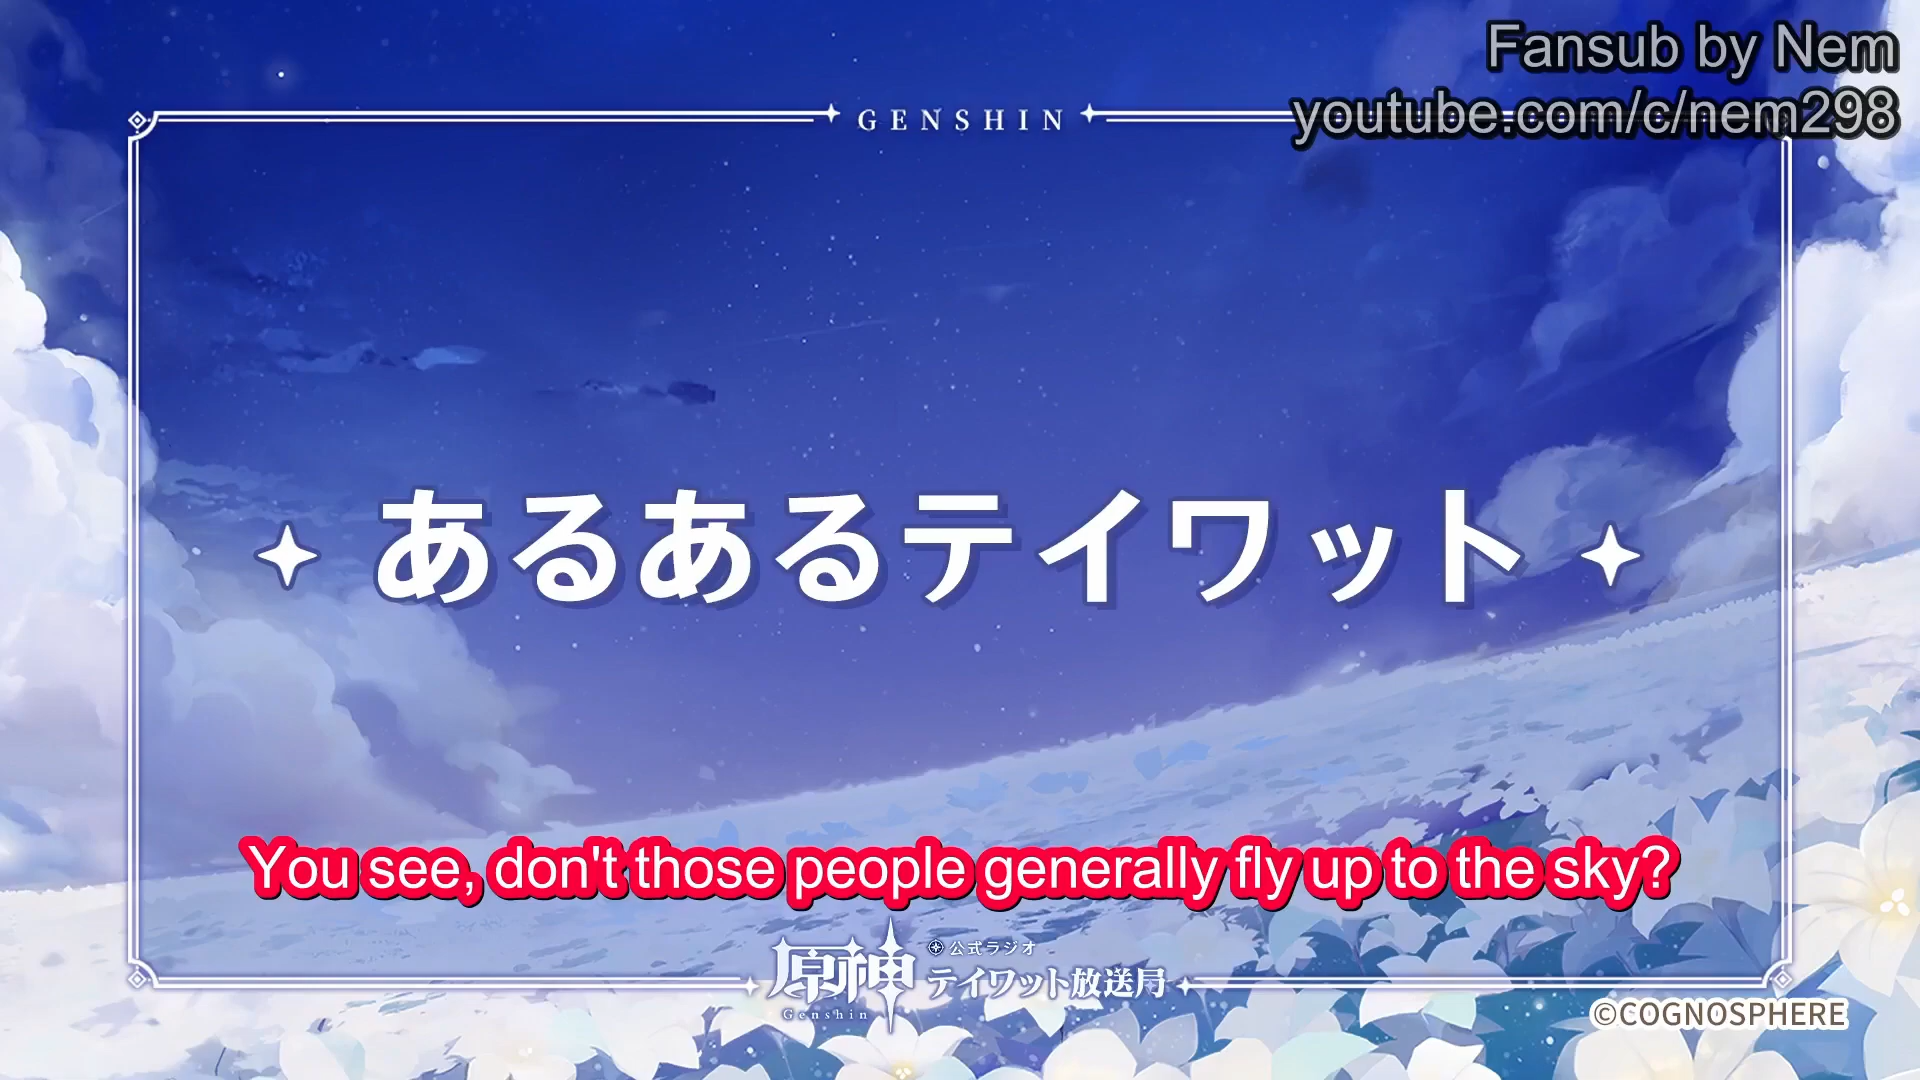 Fansub by Nem
youtube.com/c/nem298
GENSHIN
あるあるテイワット
You see, don't those people generally fly up to the sky?
原神
Genshin
公式ラジオ
テイワット放送局
©COGNOSPHERE